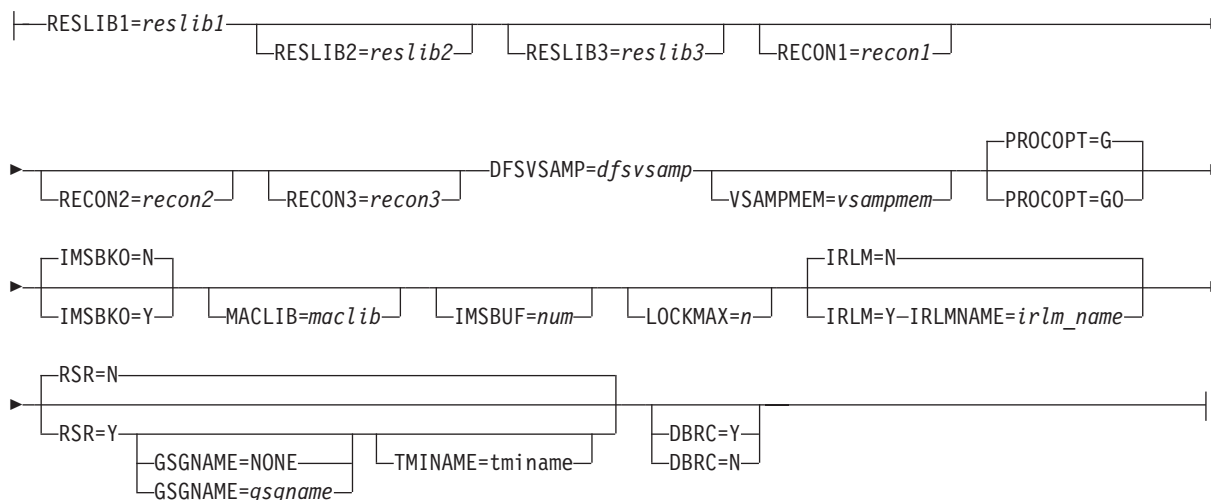 RESLIB1=reslib1
RESLIB2=reslib2 RESLIB3=reslib3 RECON1=recon1
PROCOPT=G
DFSVSAMP=dfsvsamp
RECON2=recon2 RECON3=recon3 VSAMPMEM=vsampmem PROCOPT=GO
IMSBKO=N IRLM=N
IMSBKO=Y MACLIB=maclib IMSBUF=num LOCKMAX=n IRLM=Y IRLMNAME=irlm_name
RSR=N
RSR=Y DBRC=Y
GSGNAME=NONE TMINAME=tminame DBRC=N
GSGNAME=gsgname